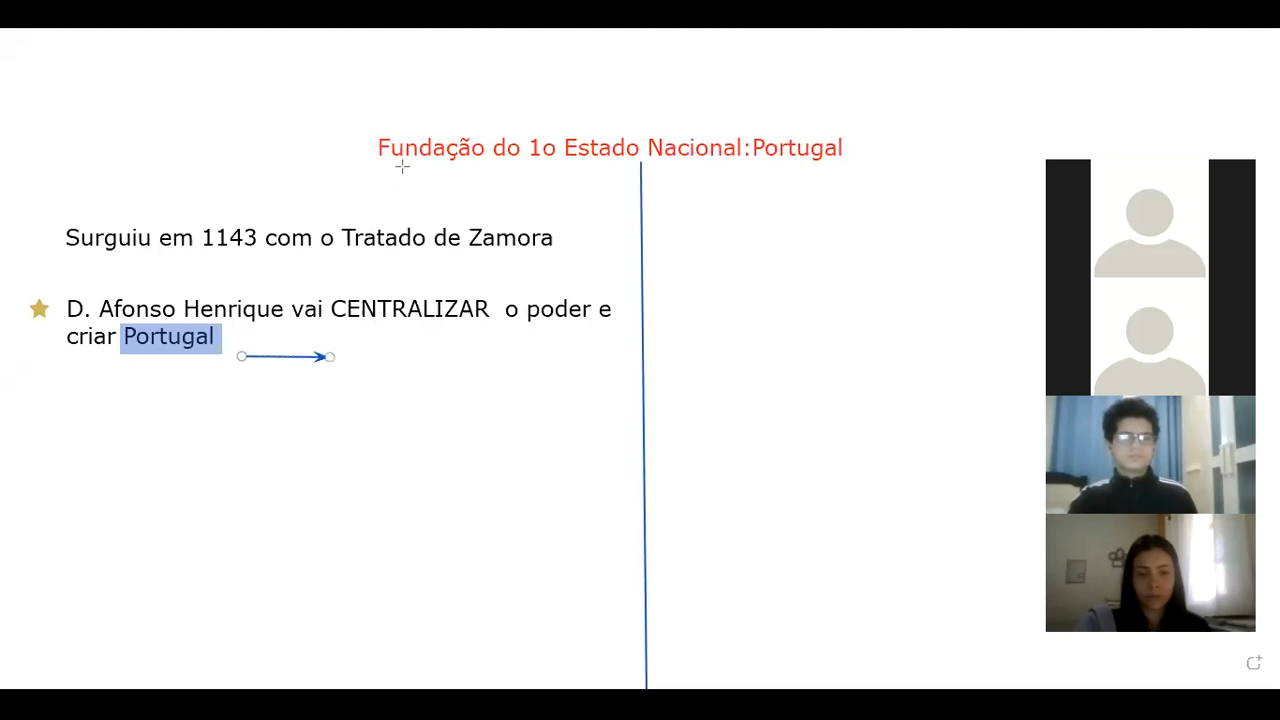 Fundação do 1o Estado Nacional:Portugal
Surguiu em 1143 com o Tratado de Zamora
D. Afonso Henrique vai CENTRALIZAR o poder e
criar Portugal